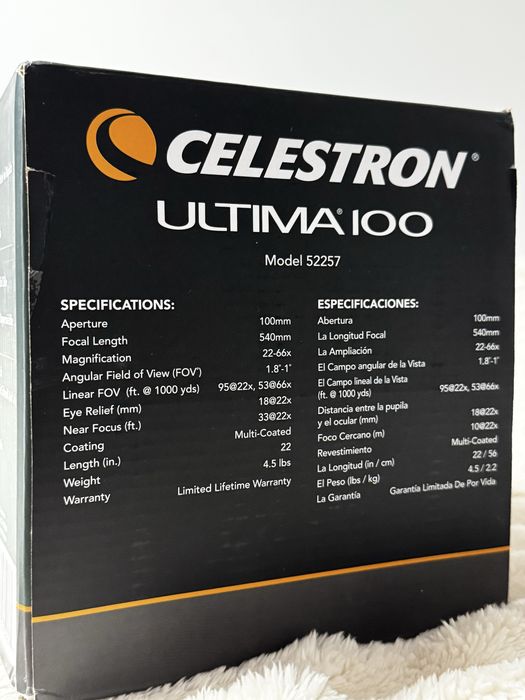 CELESTRON®
ULTIMA® 100
Model 52257
SPECIFICATIONS:
Aperture 100mm
Focal Length 540mm
Magnification 22-66x
Angular Field of View (FOV°) 1.8°-1°
Linear FOV (ft. @ 1000 yds) 95@22x, 53@66x
Eye Relief (mm) 18@22x
Near Focus (ft.) 33@22x
Coating Multi-Coated
Length (in.) 22
Weight 4.5 lbs
Warranty Limited Lifetime Warranty
ESPECIFICACIONES:
Abertura 100mm
La Longitud Focal 540mm
La Ampliación 22-66x
El Campo angular de la Vista 1.8°-1°
El Campo lineal de la Vista
(ft. @ 1000 yds) 95@22x, 53@66x
Distancia entre la pupila
y el ocular (mm) 18@22x
Foco Cercano (m) 10@22x
Revestimiento Multi-Coated
La Longitud (in / cm) 22 / 56
El Peso (lbs / kg) 4.5 / 2.2
La Garantía Garantía Limitada De Por Vida